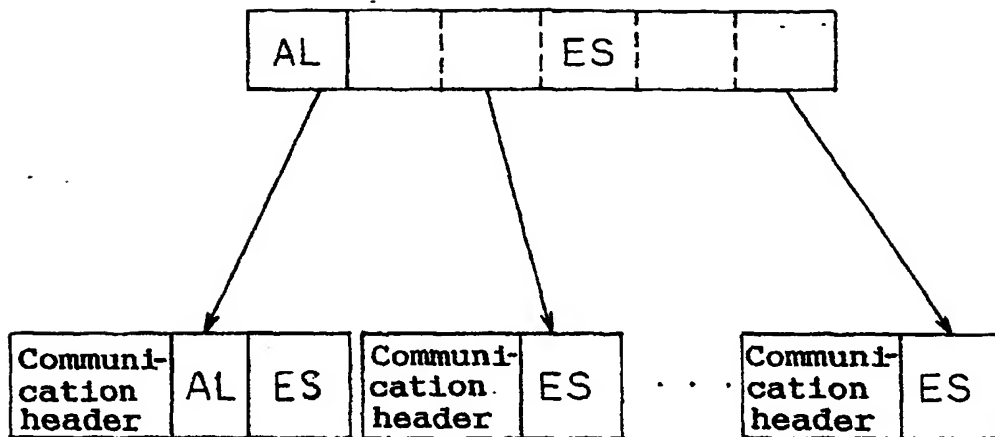 AL ES
Communi- Communi- Communi-
cation AL ES cation ES . . . cation ES
header header header